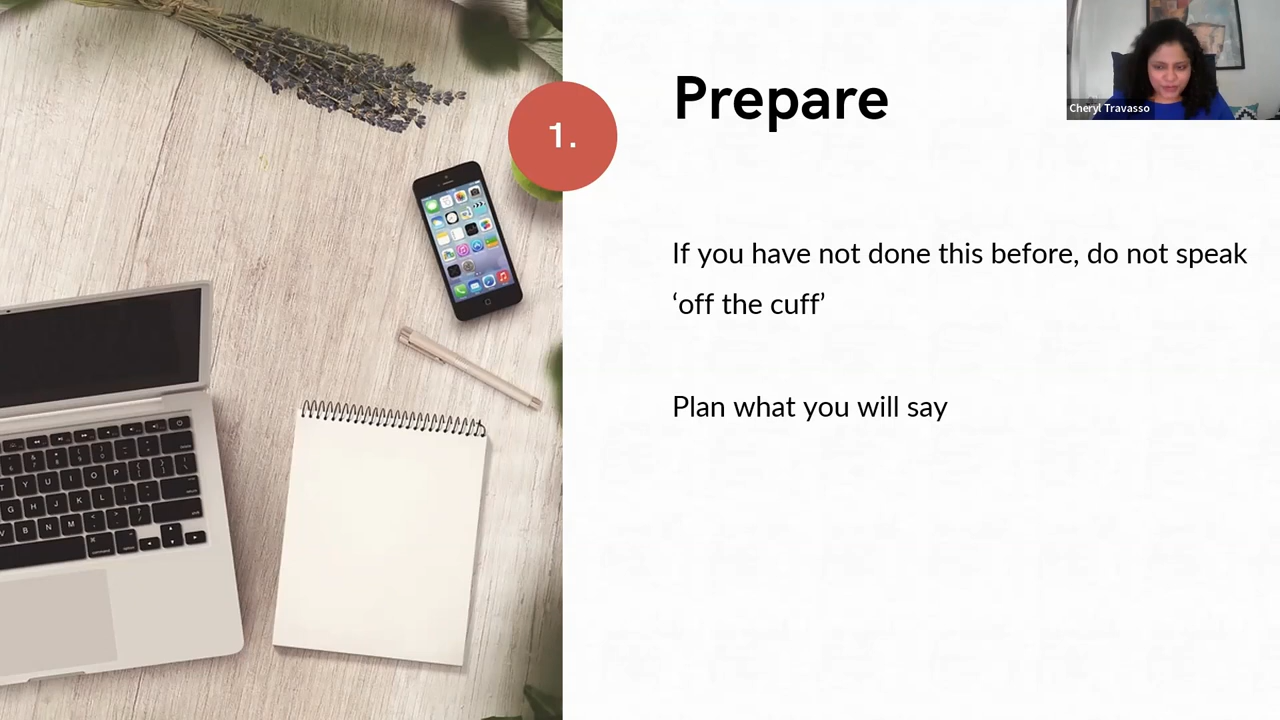 1.
Prepare
Cheryl Travasso
If you have not done this before, do not speak
‘off the cuff’
Plan what you will say